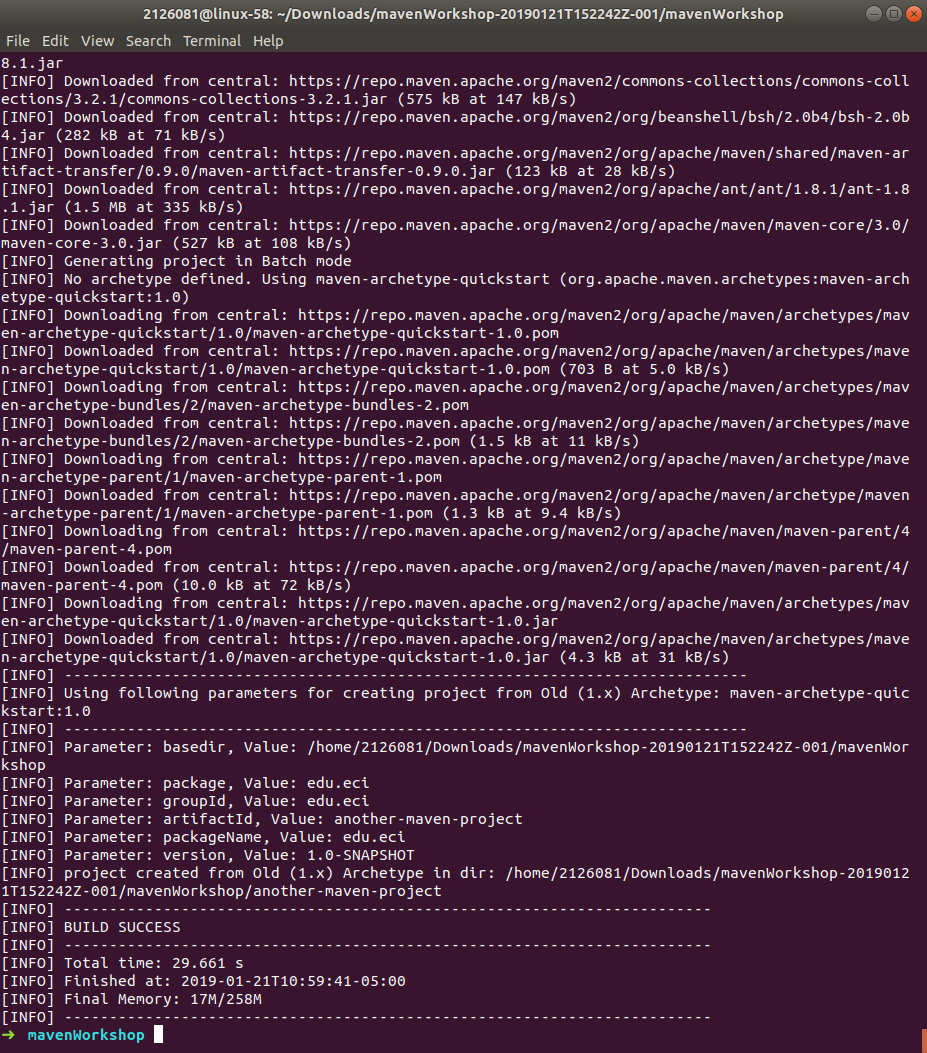 2126081@linux-58: ~/Downloads/mavenWorkshop-20190121T152242Z-001/mavenWorkshop
File Edit View Search Terminal Help
8.1.jar
[INFO] Downloaded from central: https://repo.maven.apache.org/maven2/commons-collections/commons-coll
ections/3.2.1/commons-collections-3.2.1.jar (575 kB at 147 kB/s)
[INFO] Downloaded from central: https://repo.maven.apache.org/maven2/org/beanshell/bsh/2.0b4/bsh-2.0b
4.jar (282 kB at 71 kB/s)
[INFO] Downloaded from central: https://repo.maven.apache.org/maven2/org/apache/maven/shared/maven-ar
tifact-transfer/0.9.0/maven-artifact-transfer-0.9.0.jar (123 kB at 28 kB/s)
[INFO] Downloaded from central: https://repo.maven.apache.org/maven2/org/apache/ant/ant/1.8.1/ant-1.8
.1.jar (1.5 MB at 335 kB/s)
[INFO] Downloaded from central: https://repo.maven.apache.org/maven2/org/apache/maven/maven-core/3.0/
maven-core-3.0.jar (527 kB at 108 kB/s)
[INFO] Generating project in Batch mode
[INFO] No archetype defined. Using maven-archetype-quickstart (org.apache.maven.archetypes:maven-arch
etype-quickstart:1.0)
[INFO] Downloading from central: https://repo.maven.apache.org/maven2/org/apache/maven/archetypes/mav
en-archetype-quickstart/1.0/maven-archetype-quickstart-1.0.pom
[INFO] Downloaded from central: https://repo.maven.apache.org/maven2/org/apache/maven/archetypes/mave
n-archetype-quickstart/1.0/maven-archetype-quickstart-1.0.pom (703 B at 5.0 kB/s)
[INFO] Downloading from central: https://repo.maven.apache.org/maven2/org/apache/maven/archetypes/mav
en-archetype-bundles/2/maven-archetype-bundles-2.pom
[INFO] Downloaded from central: https://repo.maven.apache.org/maven2/org/apache/maven/archetypes/mave
n-archetype-bundles/2/maven-archetype-bundles-2.pom (1.5 kB at 11 kB/s)
[INFO] Downloading from central: https://repo.maven.apache.org/maven2/org/apache/maven/archetype/mave
n-archetype-parent/1/maven-archetype-parent-1.pom
[INFO] Downloaded from central: https://repo.maven.apache.org/maven2/org/apache/maven/archetype/maven
-archetype-parent/1/maven-archetype-parent-1.pom (1.3 kB at 9.4 kB/s)
[INFO] Downloading from central: https://repo.maven.apache.org/maven2/org/apache/maven/maven-parent/4
/maven-parent-4.pom
[INFO] Downloaded from central: https://repo.maven.apache.org/maven2/org/apache/maven/maven-parent/4/
maven-parent-4.pom (10.0 kB at 72 kB/s)
[INFO] Downloading from central: https://repo.maven.apache.org/maven2/org/apache/maven/archetypes/mav
en-archetype-quickstart/1.0/maven-archetype-quickstart-1.0.jar
[INFO] Downloaded from central: https://repo.maven.apache.org/maven2/org/apache/maven/archetypes/mave
n-archetype-quickstart/1.0/maven-archetype-quickstart-1.0.jar (4.3 kB at 31 kB/s)
[INFO] ----------------------------------------------------------------------------
[INFO] Using following parameters for creating project from Old (1.x) Archetype: maven-archetype-quic
kstart:1.0
[INFO] ----------------------------------------------------------------------------
[INFO] Parameter: basedir, Value: /home/2126081/Downloads/mavenWorkshop-20190121T152242Z-001/mavenWor
kshop
[INFO] Parameter: package, Value: edu.eci
[INFO] Parameter: groupId, Value: edu.eci
[INFO] Parameter: artifactId, Value: another-maven-project
[INFO] Parameter: packageName, Value: edu.eci
[INFO] Parameter: version, Value: 1.0-SNAPSHOT
[INFO] project created from Old (1.x) Archetype in dir: /home/2126081/Downloads/mavenWorkshop-2019012
1T152242Z-001/mavenWorkshop/another-maven-project
[INFO] ------------------------------------------------------------------------
[INFO] BUILD SUCCESS
[INFO] ------------------------------------------------------------------------
[INFO] Total time: 29.661 s
[INFO] Finished at: 2019-01-21T10:59:41-05:00
[INFO] Final Memory: 17M/258M
[INFO] ------------------------------------------------------------------------
➜ mavenWorkshop